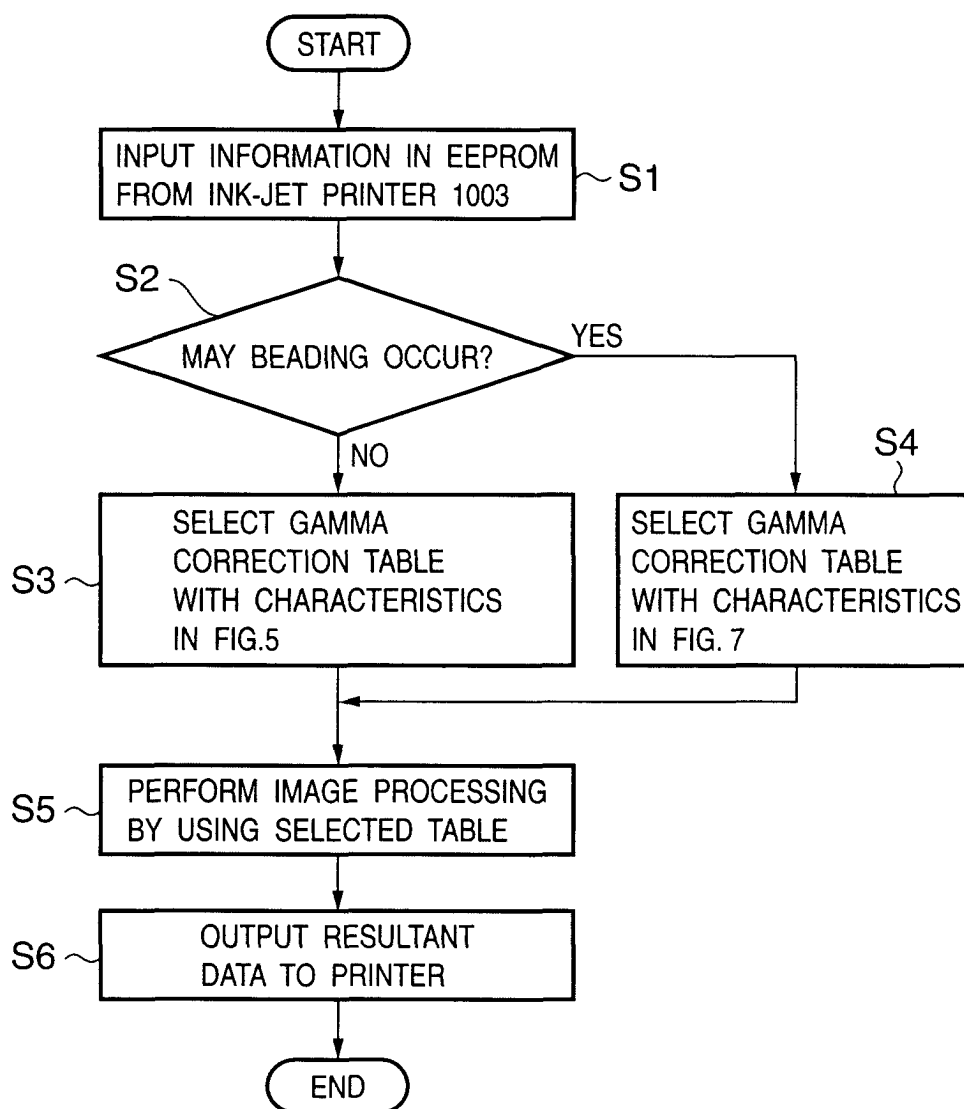 START
INPUT INFORMATION IN EEPROM
FROM INK-JET PRINTER 1003
S1
S2
MAY BEADING OCCUR?
YES
NO
S4
S3
SELECT GAMMA
CORRECTION TABLE
WITH CHARACTERISTICS
IN FIG.5
SELECT GAMMA
CORRECTION TABLE
WITH CHARACTERISTICS
IN FIG. 7
S5
PERFORM IMAGE PROCESSING
BY USING SELECTED TABLE
S6
OUTPUT RESULTANT
DATA TO PRINTER
END